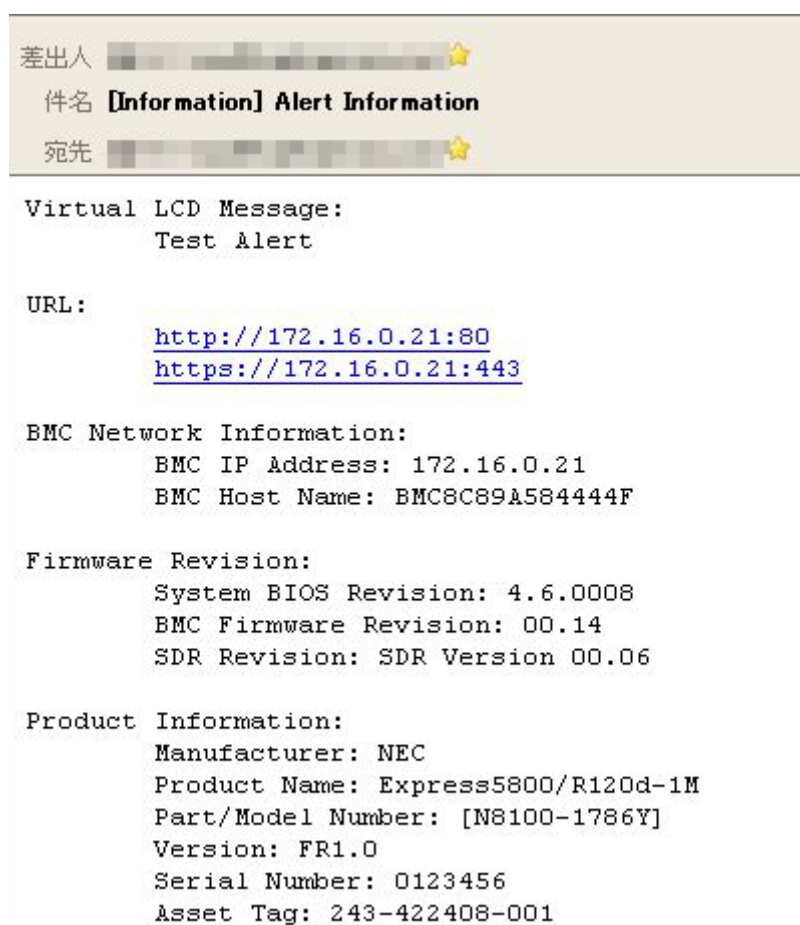 差出人
件名 [Information] Alert Information
宛先
Virtual LCD Message:
Test Alert
URL:
http://172.16.0.21:80
https://172.16.0.21:443
BMC Network Information:
BMC IP Address: 172.16.0.21
BMC Host Name: BMC8C89A584444F
Firmware Revision:
System BIOS Revision: 4.6.0008
BMC Firmware Revision: 00.14
SDR Revision: SDR Version 00.06
Product Information:
Manufacturer: NEC
Product Name: Express5800/R120d-1M
Part/Model Number: [N8100-1786Y]
Version: FR1.0
Serial Number: 0123456
Asset Tag: 243-422408-001